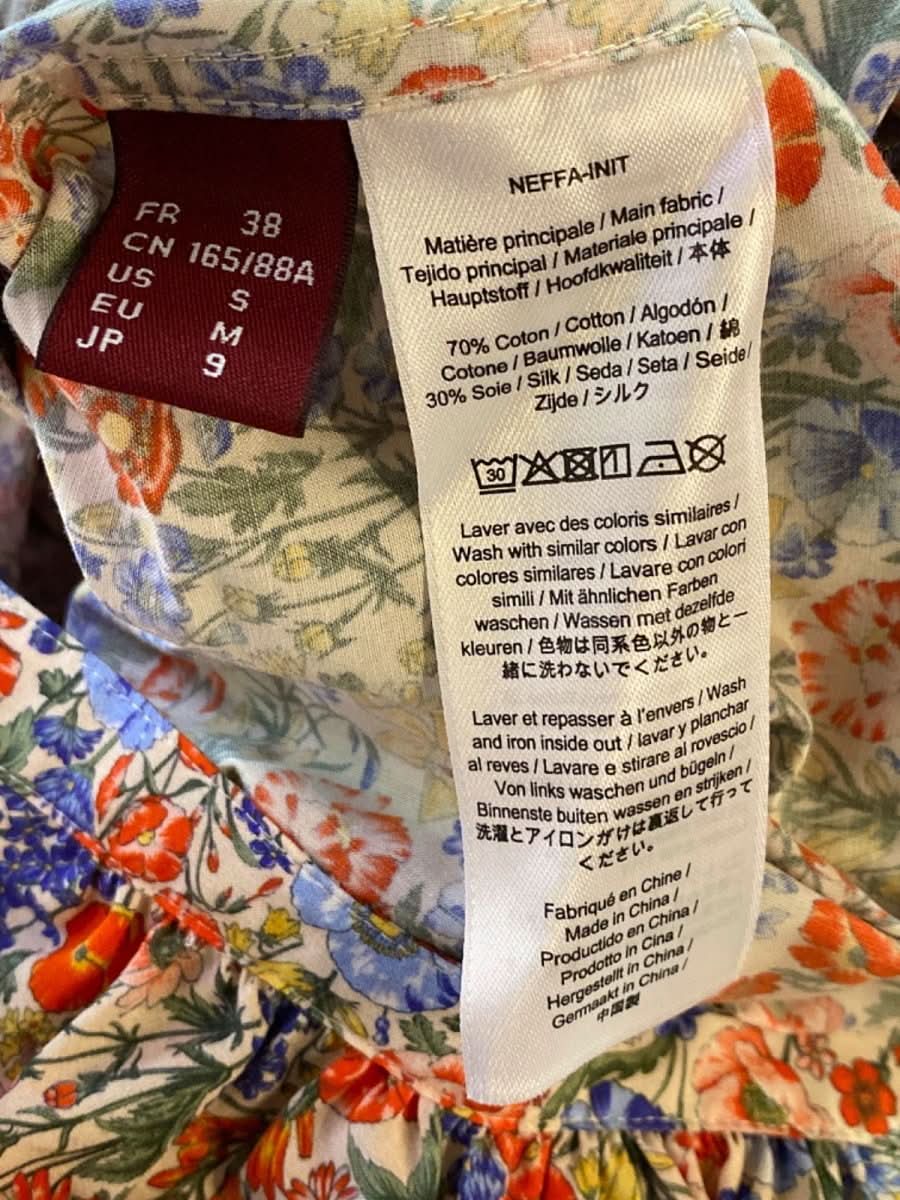 FR 38
CN 165/88A
US S
EU M
JP 9
NEFFA-INIT
Matière principale / Main fabric /
Tejido principal / Materiale principale /
Hauptstoff / Hoofdkwaliteit / 本体
70% Coton / Cotton / Algodón /
Cotone / Baumwolle / Katoen / 綿
30% Soie / Silk / Seda / Seta / Seide/
Zijde / シルク
30
Laver avec des coloris similaires /
Wash with similar colors / Lavar con
colores similares / Lavare con colori
simili / Mit ähnlichen Farben
waschen / Wassen met dezelfde
kleuren / 色物は同系色以外の物と一
緒に洗わないでください。
Laver et repasser à l'envers / Wash
and iron inside out / lavar y planchar
al reves / Lavare e stirare al rovescio /
Von links waschen und bügeln /
Binnenste buiten wassen en strijken /
洗濯とアイロンがけは裏返して行って
ください。
Fabriqué en Chine /
Made in China /
Productido en China /
Prodotto in Cina /
Hergestellt in China /
Germaakt in China /
中国製